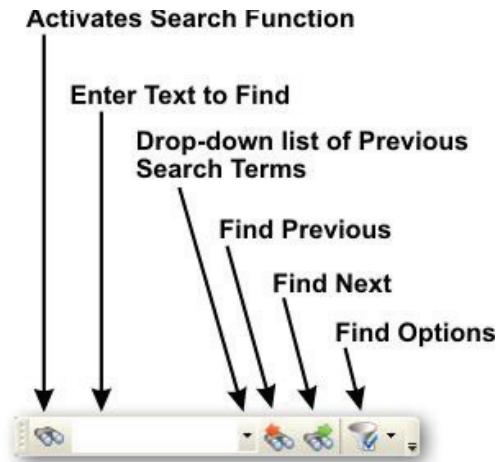 Activates Search Function
Enter Text to Find
Drop-down list of Previous
Search Terms
Find Previous
Find Next
Find Options